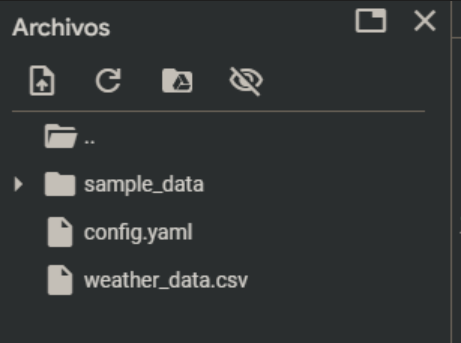 Archivos
..
sample_data
config.yaml
weather_data.csv